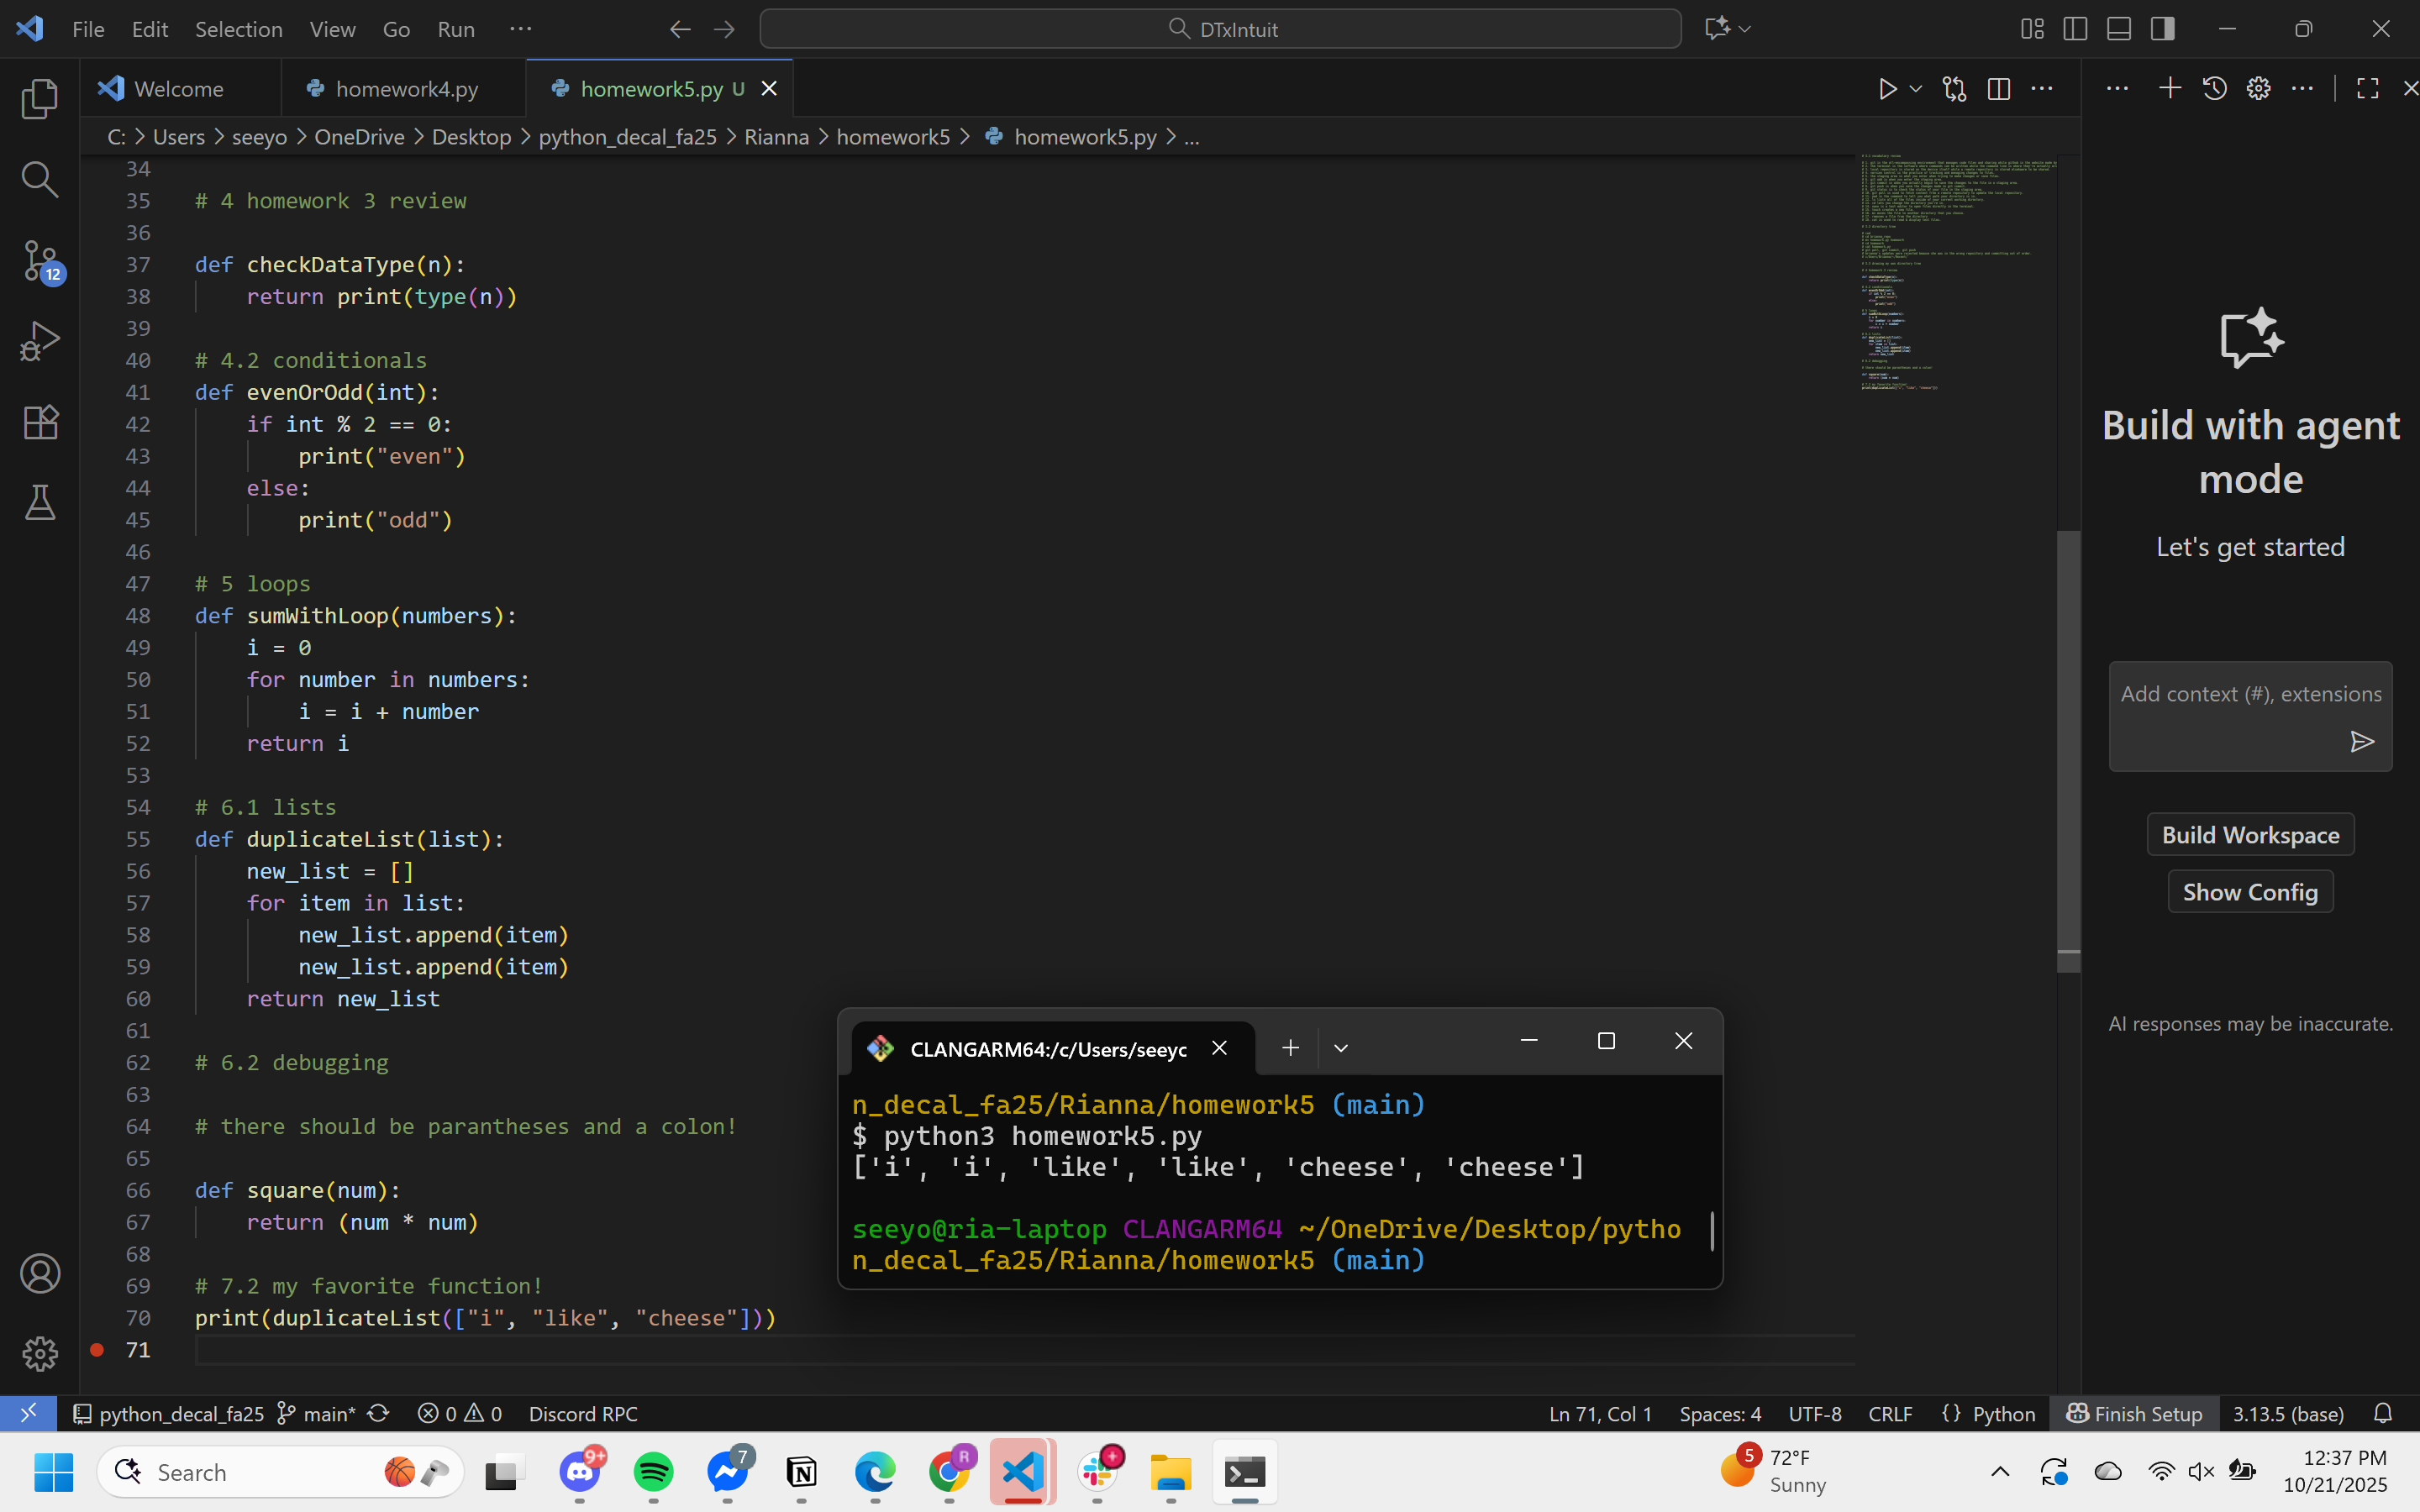 File Edit Selection View Go Run ···
DTxIntuit
Welcome homework4.py homework5.py U
C: > Users > seeyo > OneDrive > Desktop > python_decal_fa25 > Rianna > homework5 > homework5.py > ...
34
35 # 4 homework 3 review
36
37 def checkDataType(n):
38 return print(type(n))
39
40 # 4.2 conditionals
41 def evenOrOdd(int):
42 if int % 2 == 0:
43 print("even")
44 else:
45 print("odd")
46
47 # 5 loops
48 def sumWithLoop(numbers):
49 i = 0
50 for number in numbers:
51 i = i + number
52 return i
53
54 # 6.1 lists
55 def duplicateList(list):
56 new_list = []
57 for item in list:
58 new_list.append(item)
59 new_list.append(item)
60 return new_list
61
62 # 6.2 debugging
63
64 # there should be parantheses and a colon!
65
66 def square(num):
67 return (num * num)
68
69 # 7.2 my favorite function!
70 print(duplicateList(["i", "like", "cheese"]))
71
12
CLANGARM64:/c/Users/seeyc
n_decal_fa25/Rianna/homework5 (main)
$ python3 homework5.py
['i', 'i', 'like', 'like', 'cheese', 'cheese']
seeyo@ria-laptop CLANGARM64 ~/OneDrive/Desktop/pytho
n_decal_fa25/Rianna/homework5 (main)
Build with agent
mode
Let's get started
Add context (#), extensions
Build Workspace
Show Config
AI responses may be inaccurate.
python_decal_fa25 main* 0 0 Discord RPC Ln 71, Col 1 Spaces: 4 UTF-8 CRLF {} Python Finish Setup 3.13.5 (base)
Search
9+
7
R
5
72°F
Sunny
12:37 PM
10/21/2025